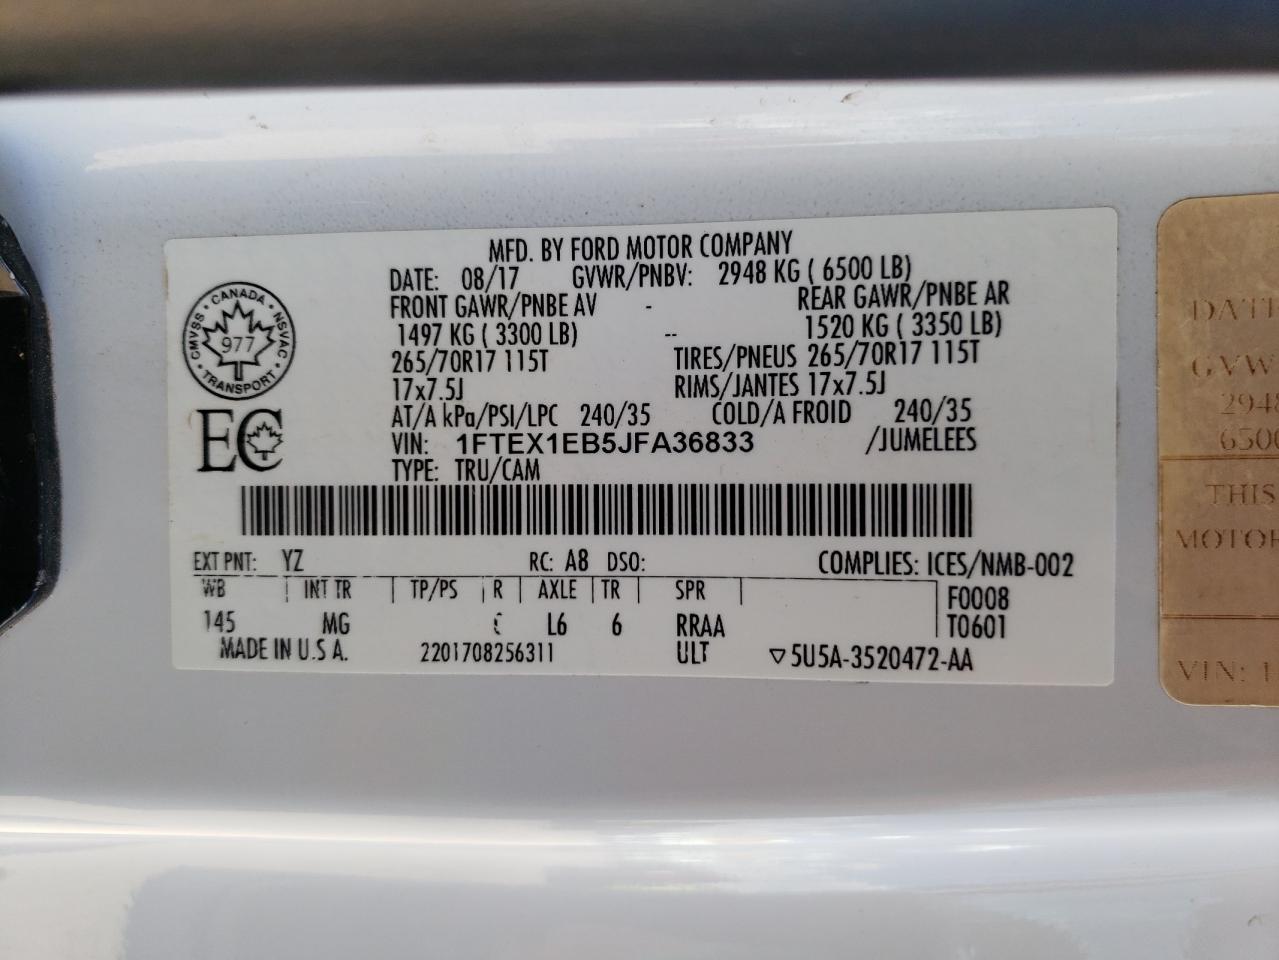 MFD. BY FORD MOTOR COMPANY
DATE: 08/17 GVWR/PNBV: 2948 KG ( 6500 LB)
FRONT GAWR/PNBE AV - REAR GAWR/PNBE AR
1497 KG ( 3300 LB) -- 1520 KG ( 3350 LB)
265/70R17 115T TIRES/PNEUS 265/70R17 115T
17x7.5J RIMS/JANTES 17x7.5J
AT/A kPa/PSI/LPC 240/35 COLD/A FROID 240/35
VIN: 1FTEX1EB5JFA36833 /JUMELEES
TYPE: TRU/CAM
CANADA
CMVSS • NSVAC
977
TRANSPORT
EC
EXT PNT: YZ RC: A8 DSO: COMPLIES: ICES/NMB-002
WB | INT TR | TP/PS | R | AXLE | TR | SPR | F0008
145 MG L6 6 RRAA T0601
MADE IN U.S.A. 2201708256311 ULT ▽5U5A-3520472-AA
GVW
2948
6500
THIS
MOTOR
VIN: 1